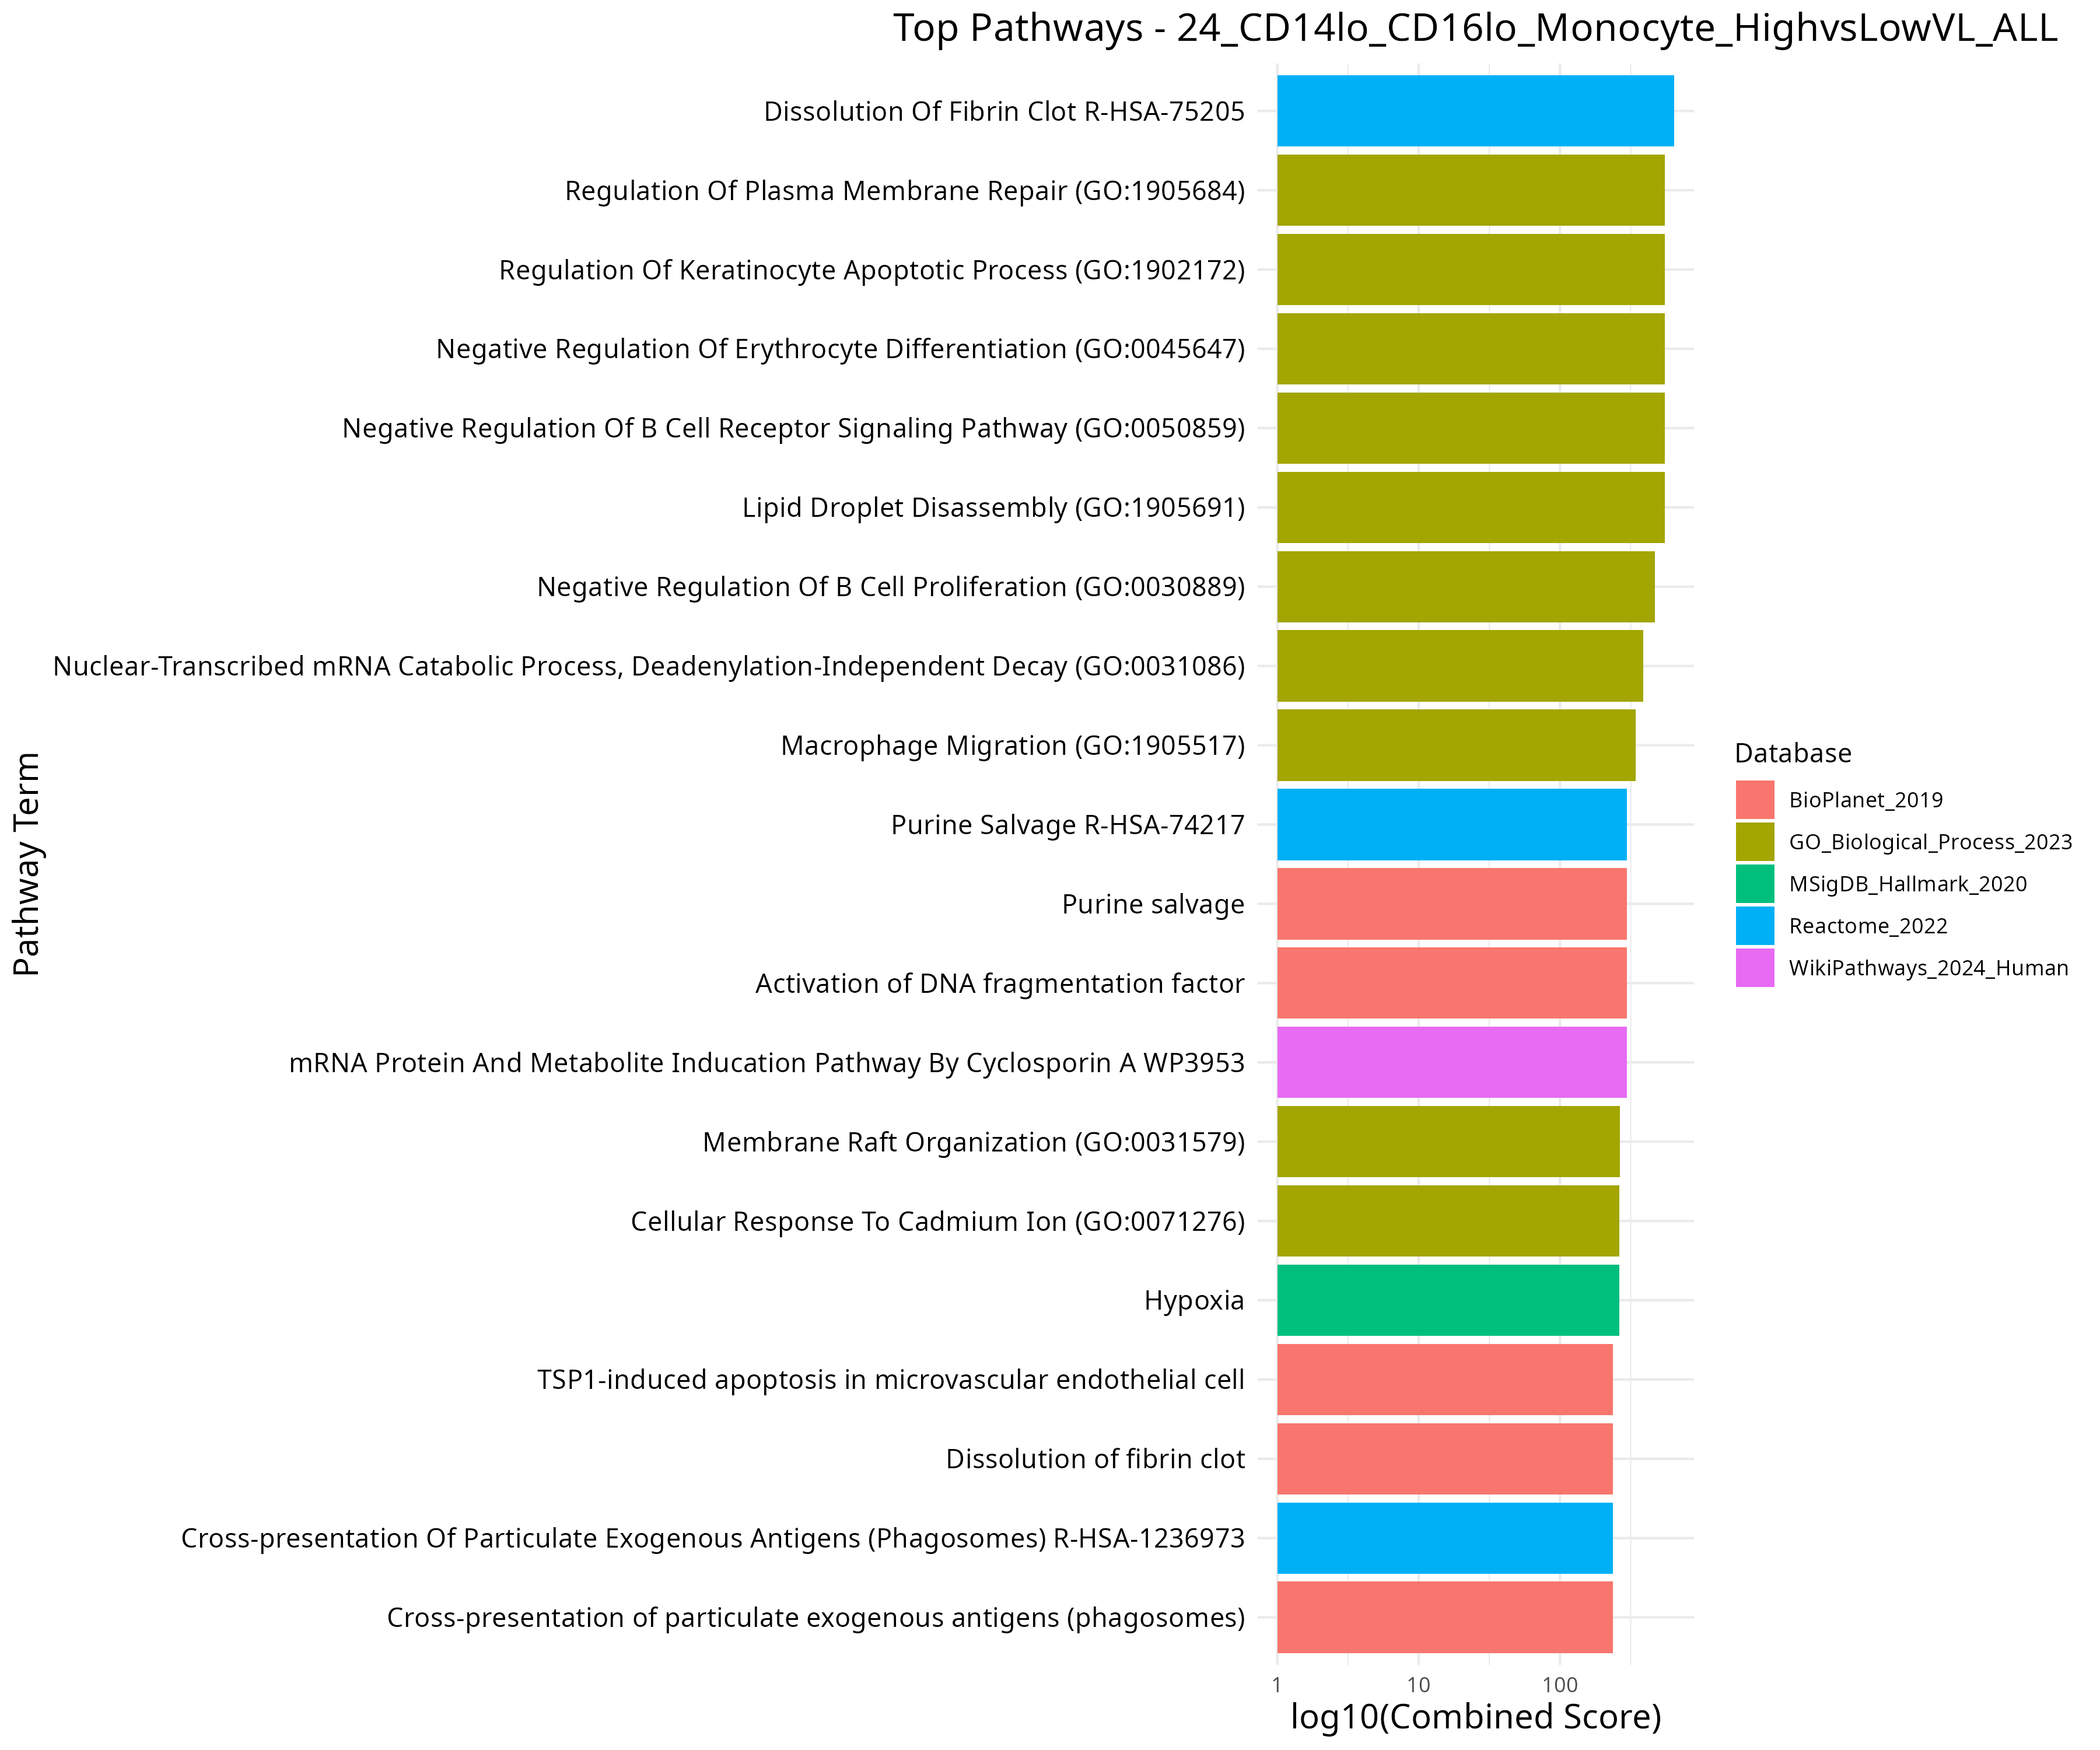 Top Pathways - 24_CD14lo_CD16lo_Monocyte_HighvsLowVL_ALL
Pathway Term
Dissolution Of Fibrin Clot R-HSA-75205
Regulation Of Plasma Membrane Repair (GO:1905684)
Regulation Of Keratinocyte Apoptotic Process (GO:1902172)
Negative Regulation Of Erythrocyte Differentiation (GO:0045647)
Negative Regulation Of B Cell Receptor Signaling Pathway (GO:0050859)
Lipid Droplet Disassembly (GO:1905691)
Negative Regulation Of B Cell Proliferation (GO:0030889)
Nuclear-Transcribed mRNA Catabolic Process, Deadenylation-Independent Decay (GO:0031086)
Macrophage Migration (GO:1905517)
Purine Salvage R-HSA-74217
Purine salvage
Activation of DNA fragmentation factor
mRNA Protein And Metabolite Inducation Pathway By Cyclosporin A WP3953
Membrane Raft Organization (GO:0031579)
Cellular Response To Cadmium Ion (GO:0071276)
Hypoxia
TSP1-induced apoptosis in microvascular endothelial cell
Dissolution of fibrin clot
Cross-presentation Of Particulate Exogenous Antigens (Phagosomes) R-HSA-1236973
Cross-presentation of particulate exogenous antigens (phagosomes)
1 10 100
log10(Combined Score)
Database
BioPlanet_2019
GO_Biological_Process_2023
MSigDB_Hallmark_2020
Reactome_2022
WikiPathways_2024_Human